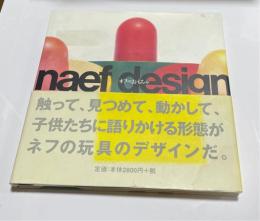 naef design
触って、見つめて、動かして、
子供たちに語りかける形態が
ネフの玩具のデザインだ。
定価：本体2800円＋税